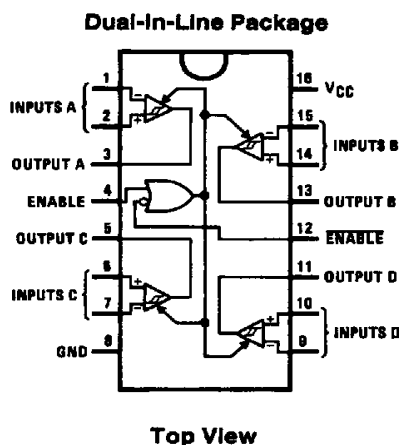 Dual-In-Line Package
1
INPUTS A
2
OUTPUT A
3
ENABLE
4
OUTPUT C
5
INPUTS C
6
7
GND
8
16
VCC
15
INPUTS B
14
13
OUTPUT B
12
ENABLE
11
OUTPUT D
10
INPUTS D
9
Top View